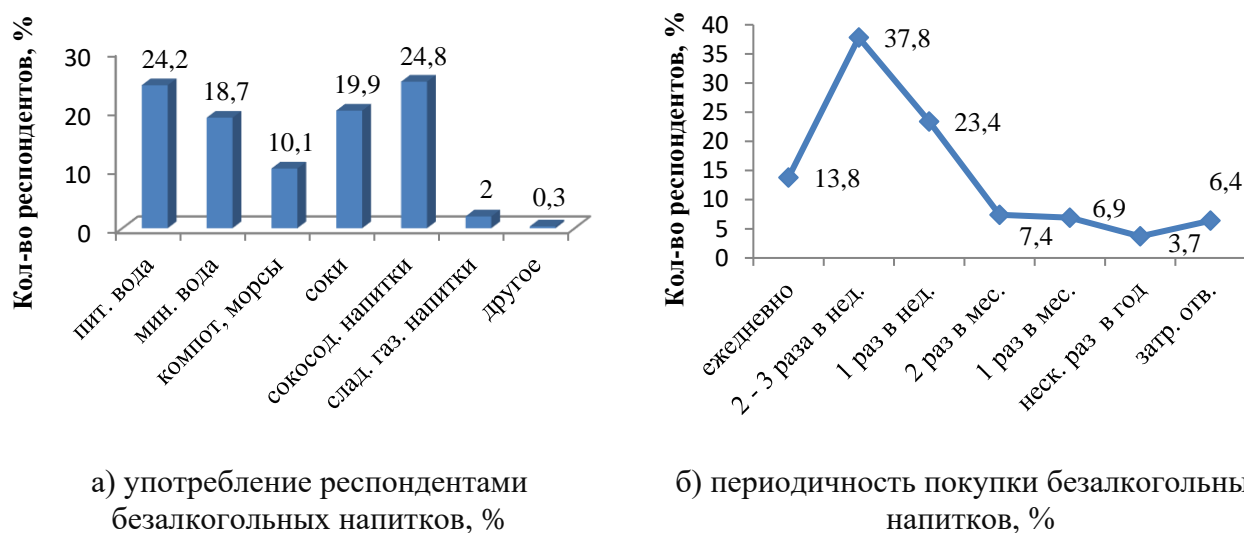 Кол-во респондентов, %
30
20
10
0
24,2
18,7
10,1
19,9
24,8
2
0,3
пит. вода
мин. вода
компот, морсы
соки
сокосод. напитки
слад. газ. напитки
другое
а) употребление респондентами
безалкогольных напитков, %
Кол-во респондентов, %
40
35
30
25
20
15
10
5
0
13,8
37,8
23,4
7,4
6,9
3,7
6,4
ежедневно
2 - 3 раза в нед.
1 раз в нед.
2 раз в мес.
1 раз в мес.
неск. раз в год
затр. отв.
б) периодичность покупки безалкогольны
напитков, %